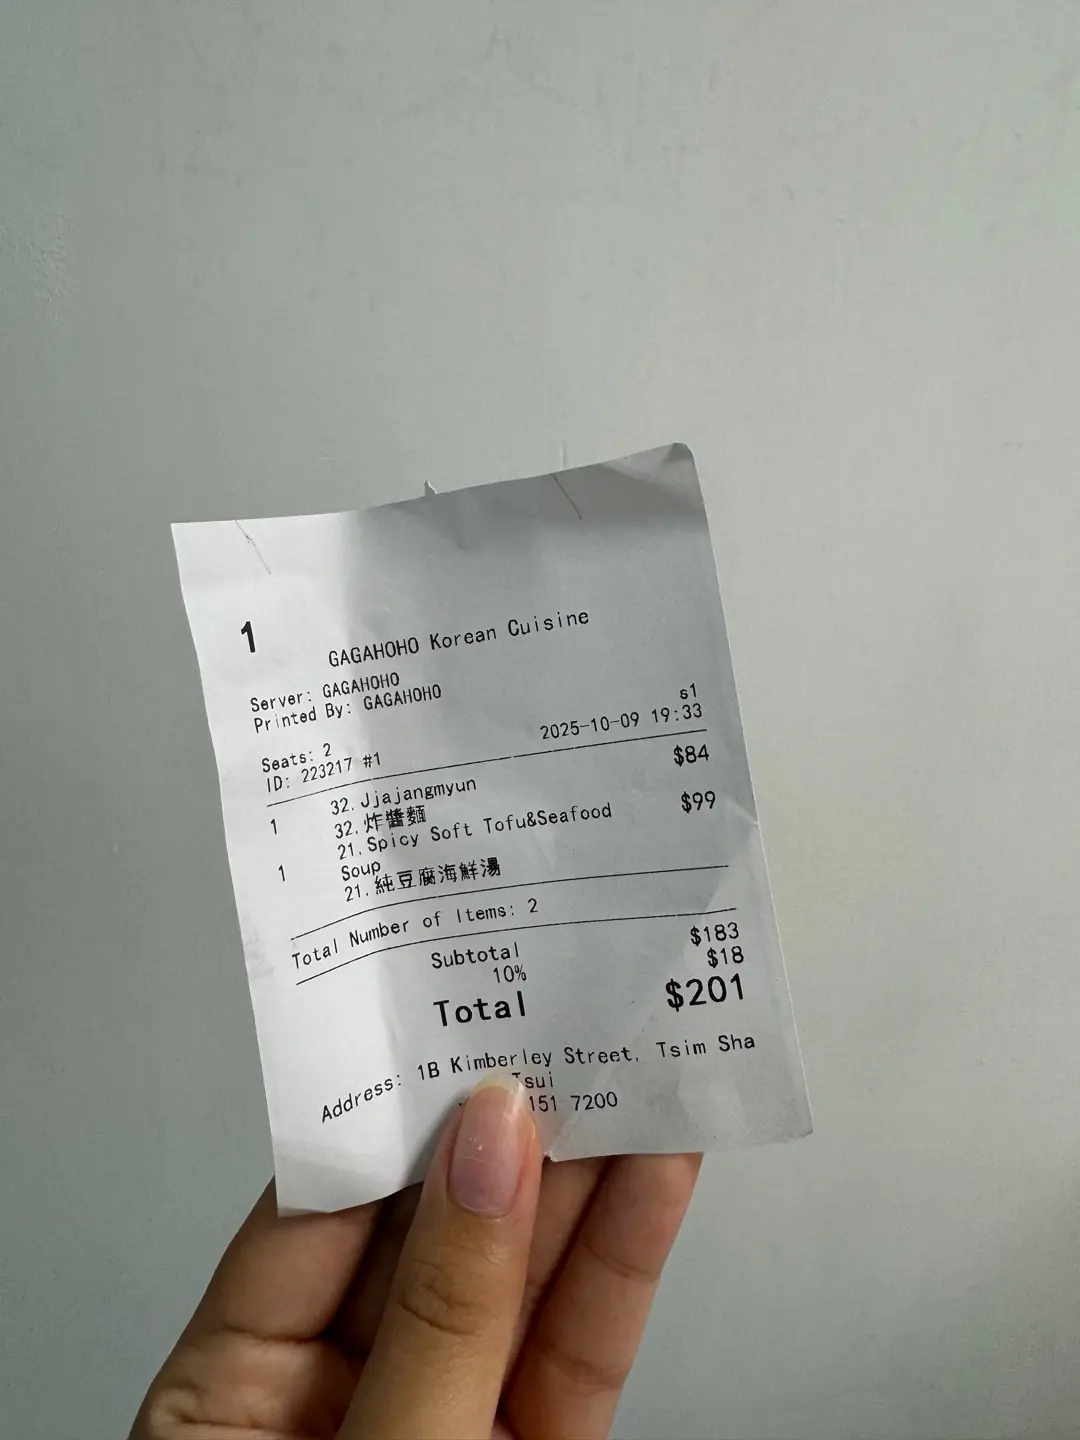 1
GAGAHOHO Korean Cuisine
Server: GAGAHOHO
Printed By: GAGAHOHO
s1
Seats: 2
2025-10-09 19:33
ID: 223217 #1
32. Jjajangmyun $84
1 32. 炸醬麵
21. Spicy Soft Tofu&Seafood $99
1 Soup
21. 純豆腐海鮮湯
Total Number of Items: 2
Subtotal $183
10% $18
Total $201
Address: 1B Kimberley Street, Tsim Sha
Tsui
151 7200